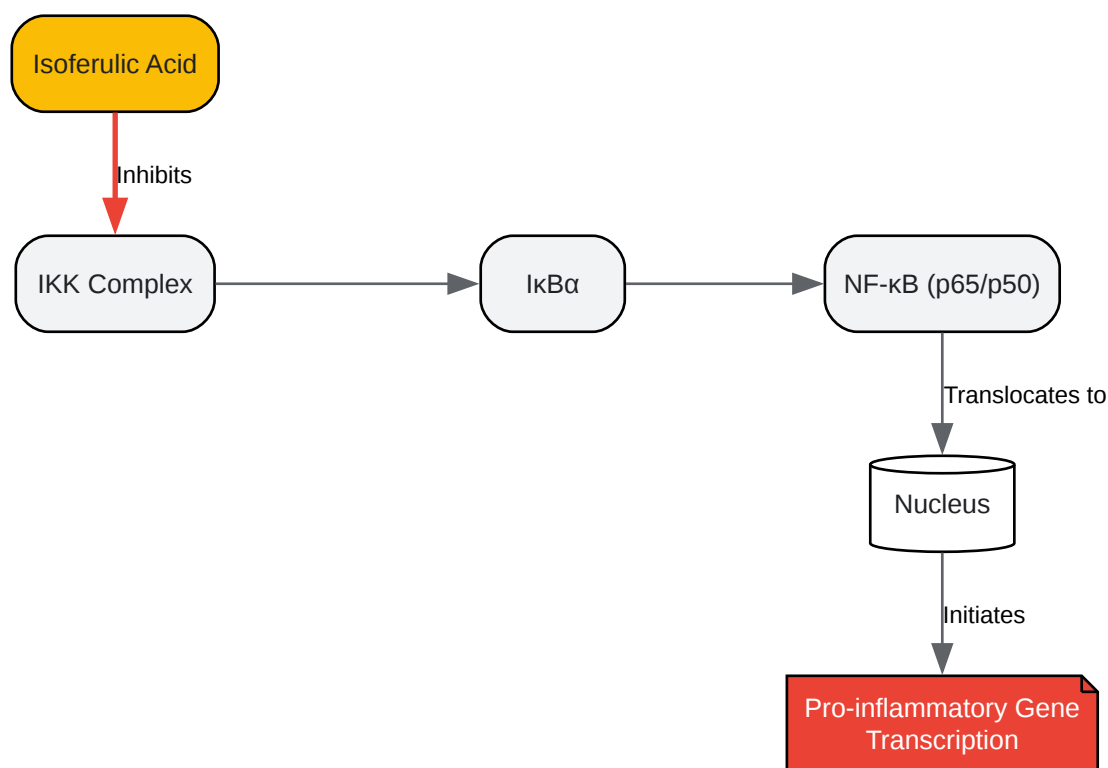 Isoferulic Acid
Inhibits
IKK Complex
IκBα
NF-κB (p65/p50)
Translocates to
Nucleus
Initiates
Pro-inflammatory Gene
Transcription